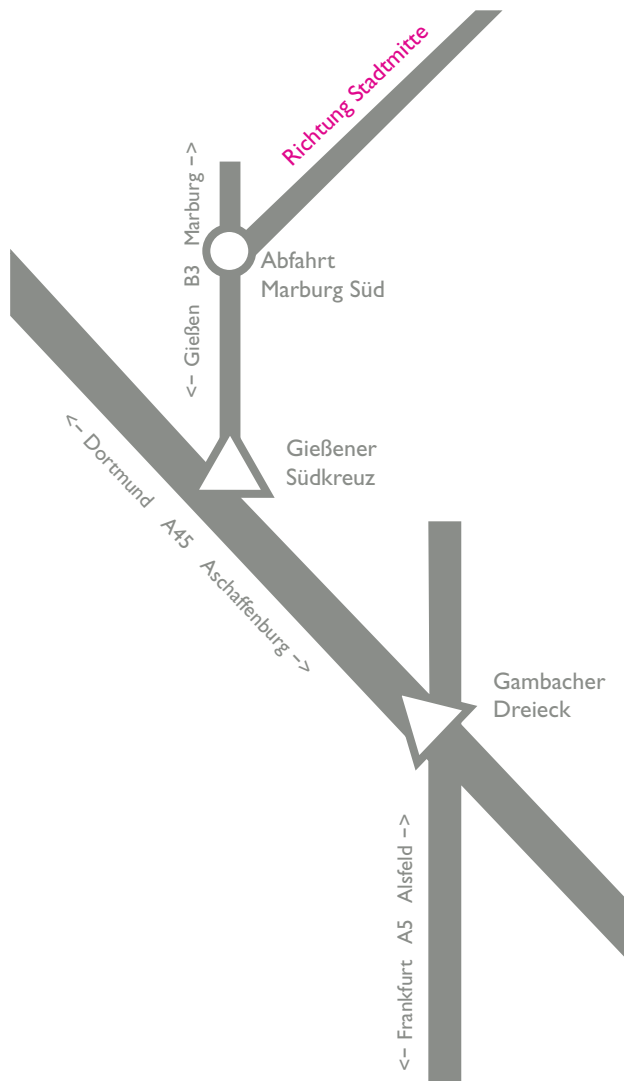 Richtung Stadtmitte
<– Gießen B3 Marburg –>
Abfahrt
Marburg Süd
Gießener
Südkreuz
<– Dortmund A45 Aschaffenburg –>
Gambacher
Dreieck
<– Frankfurt A5 Alsfeld –>